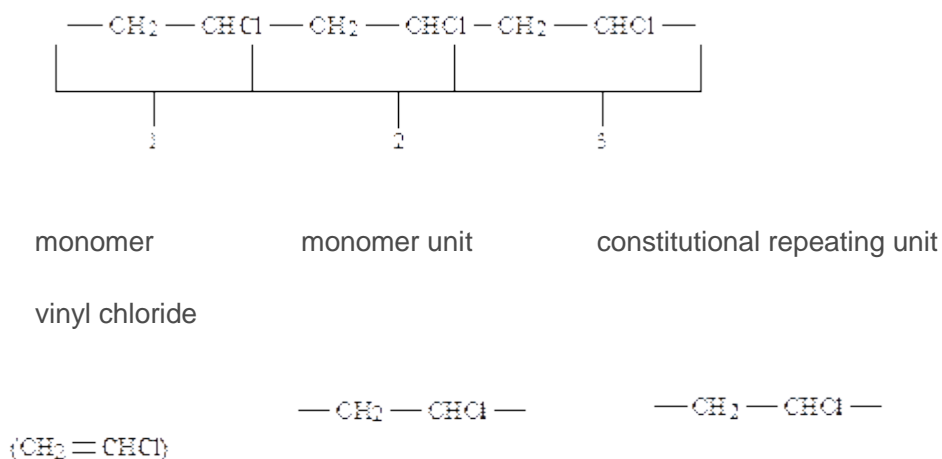 — CH2 — CHCl — CH2 — CHCl — CH2 — CHCl —
2
monomer monomer unit constitutional repeating unit
vinyl chloride
— CH2 — CHCl — — CH2 — CHCl —
(CH2 = CHCl)